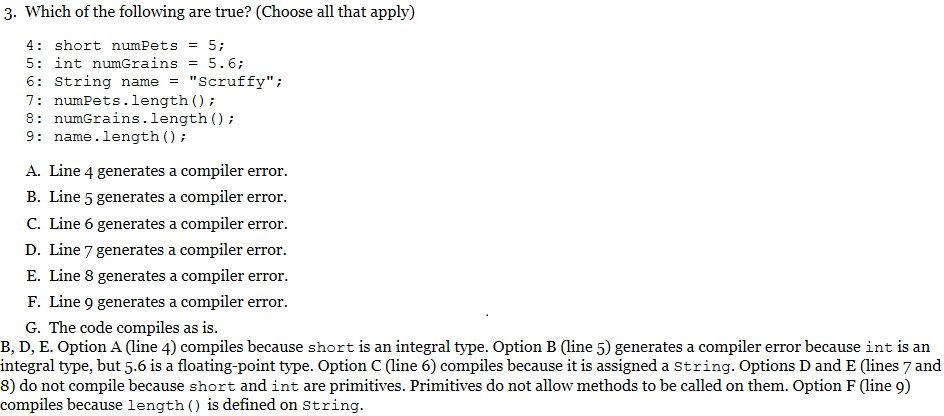 3. Which of the following are true? (Choose all that apply)
4: short numPets = 5;
5: int numGrains = 5.6;
6: String name = "Scruffy";
7: numPets.length();
8: numGrains.length();
9: name.length();
A. Line 4 generates a compiler error.
B. Line 5 generates a compiler error.
C. Line 6 generates a compiler error.
D. Line 7 generates a compiler error.
E. Line 8 generates a compiler error.
F. Line 9 generates a compiler error.
G. The code compiles as is.
B, D, E. Option A (line 4) compiles because short is an integral type. Option B (line 5) generates a compiler error because int is an
integral type, but 5.6 is a floating-point type. Option C (line 6) compiles because it is assigned a String. Options D and E (lines 7 and
8) do not compile because short and int are primitives. Primitives do not allow methods to be called on them. Option F (line 9)
compiles because length() is defined on String.